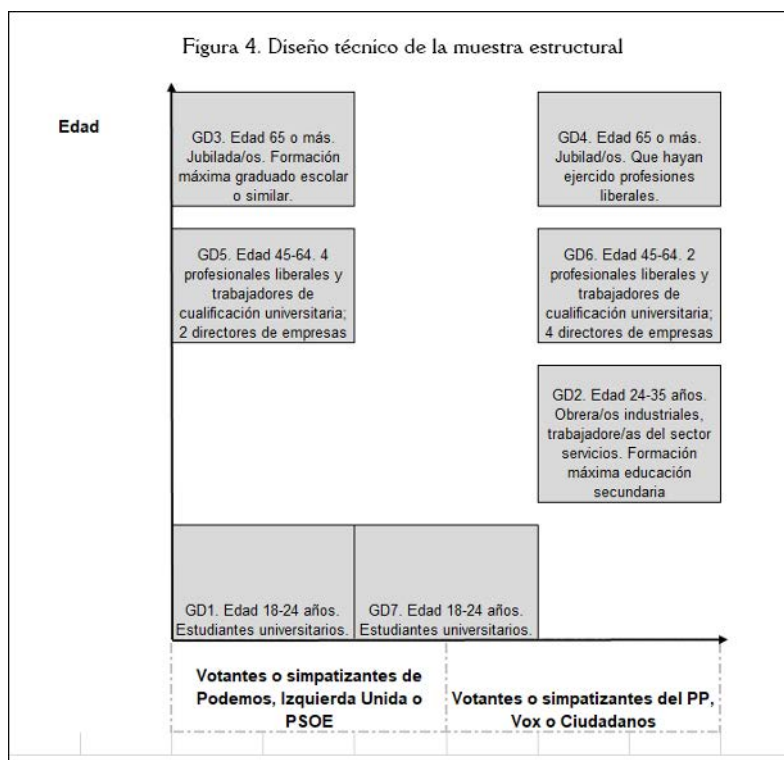 Figura 4. Diseño técnico de la muestra estructural
Edad
GD3. Edad 65 o más.
Jubilada/os. Formación
máxima graduado escolar
o similar.
GD4. Edad 65 o más.
Jubilad/os. Que hayan
ejercido profesiones
liberales.
GD5. Edad 45-64. 4
profesionales liberales y
trabajadores de
cualificación universitaria;
2 directores de empresas
GD6. Edad 45-64. 2
profesionales liberales y
trabajadores de
cualificación universitaria;
4 directores de empresas
GD2. Edad 24-35 años.
Obrera/os industriales,
trabajadore/as del sector
servicios. Formación
máxima educación
secundaria
GD1. Edad 18-24 años.
Estudiantes universitarios.
GD7. Edad 18-24 años.
Estudiantes universitarios.
Votantes o simpatizantes de
Podemos, Izquierda Unida o
PSOE
Votantes o simpatizantes del PP,
Vox o Ciudadanos